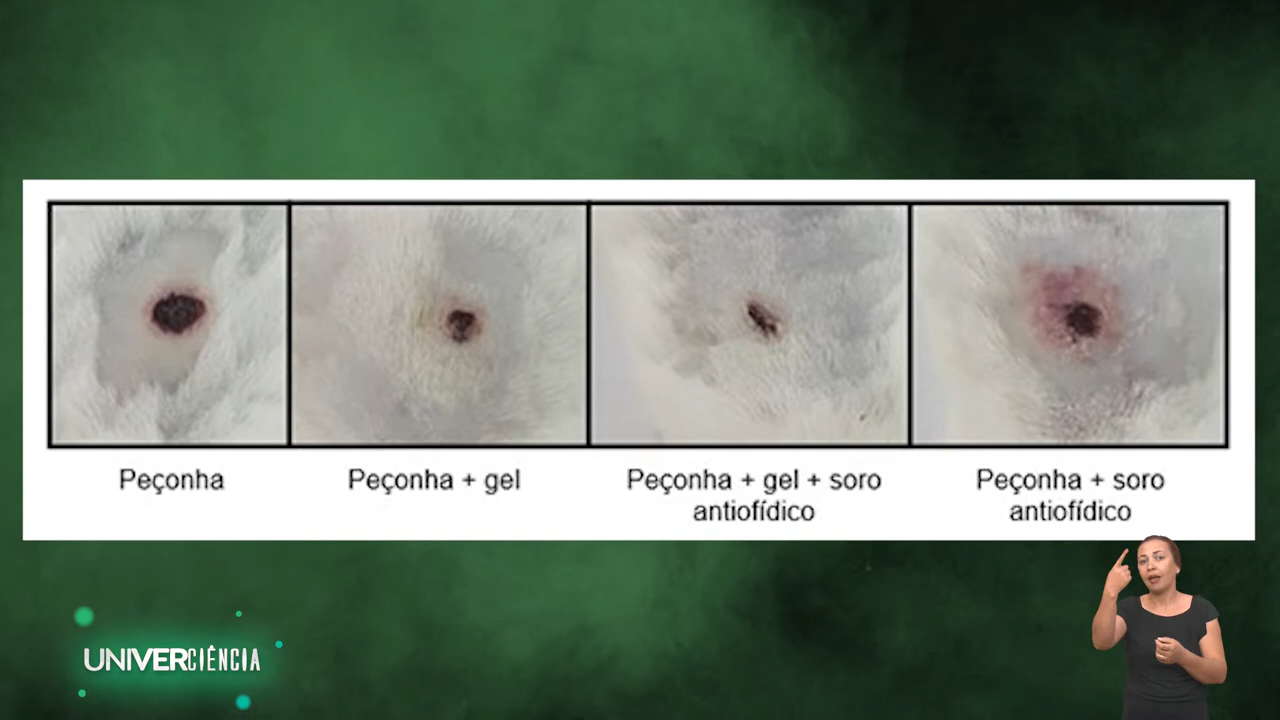 Peçonha
Peçonha + gel
Peçonha + gel + soro
antiofídico
Peçonha + soro
antiofídico
UNIVERCIÊNCIA